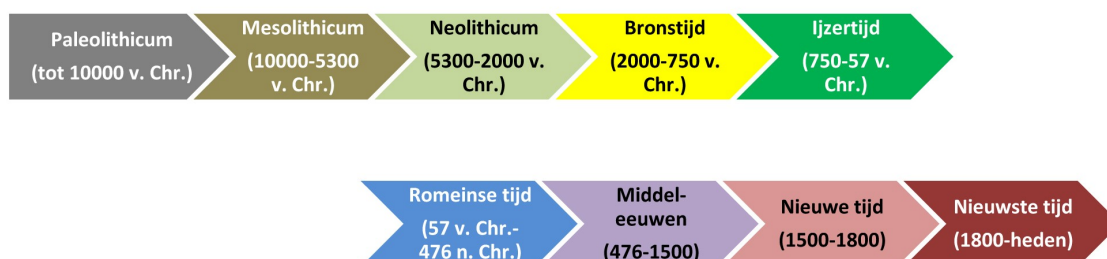 Paleolithicum
(tot 10000 v. Chr.)
Mesolithicum
(10000-5300
v. Chr.)
Neolithicum
(5300-2000 v.
Chr.)
Bronstijd
(2000-750 v.
Chr.)
Ijzertijd
(750-57 v.
Chr.)
Romeinse tijd
(57 v. Chr.-
476 n. Chr.)
Middel-
eeuwen
(476-1500)
Nieuwe tijd
(1500-1800)
Nieuwste tijd
(1800-heden)